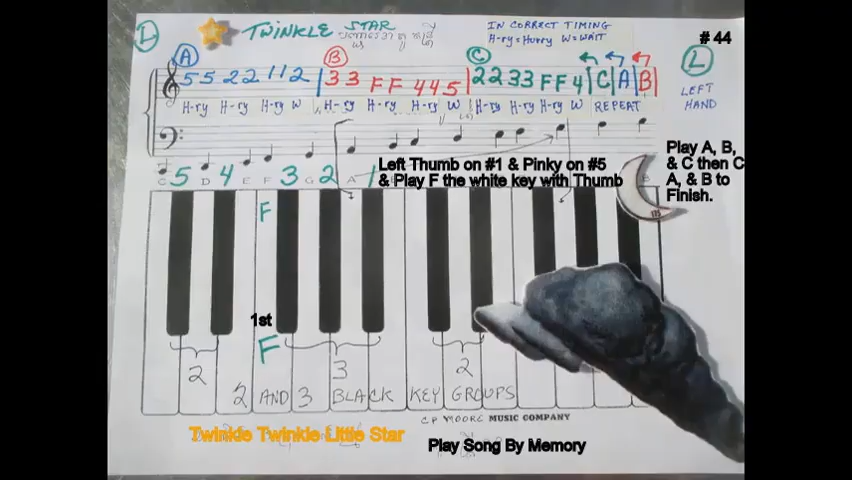 TWINKLE STAR
IN CORRECT TIMING
H-ry=Hurry W=WAIT
# 44
A B C L
5 5 2 2 1 1 2 | 3 3 F F 4 4 5 | 2 2 3 3 F F 4 | C | A | B
LEFT
HAND
H-ry H-ry H-ry W H-ry H-ry H-ry W H-ry H-ry H-ry W REPEAT
Play A, B,
& C then C
A, & B to
Finish.
Left Thumb on #1 & Pinky on #5
& Play F the white key with Thumb
C 5 D 4 E F 3 G 2 A 1
F
1st
F
2 3 2
2 AND 3 BLACK KEY GROUPS
C P MOORE MUSIC COMPANY
Twinkle Twinkle Little Star
Play Song By Memory